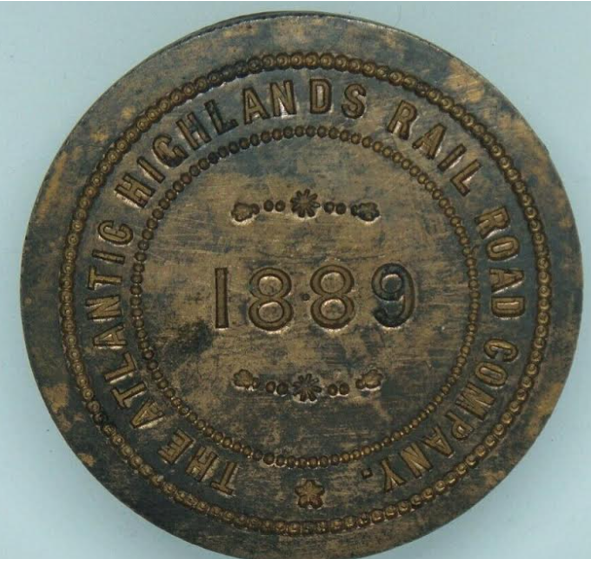 THE ATLANTIC HIGHLANDS RAIL ROAD COMPANY.
1889